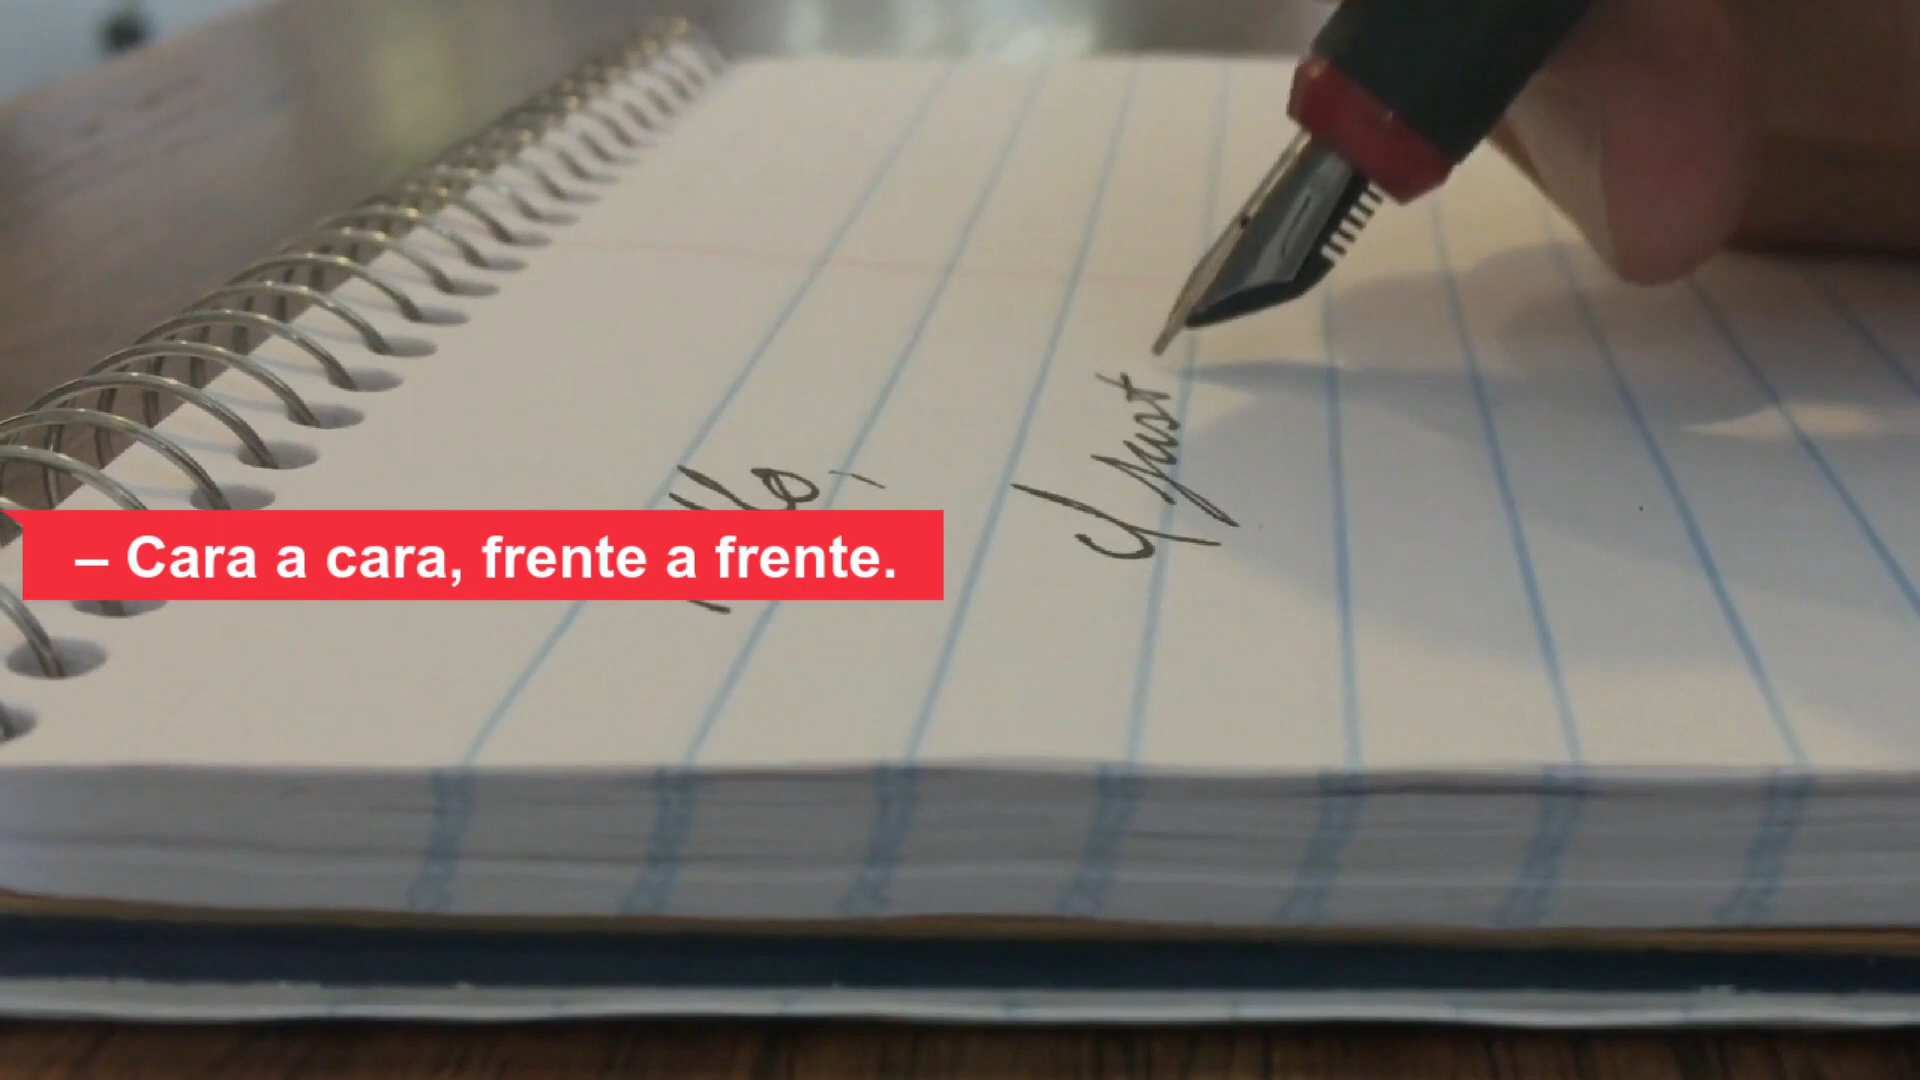 – Cara a cara, frente a frente.
I just